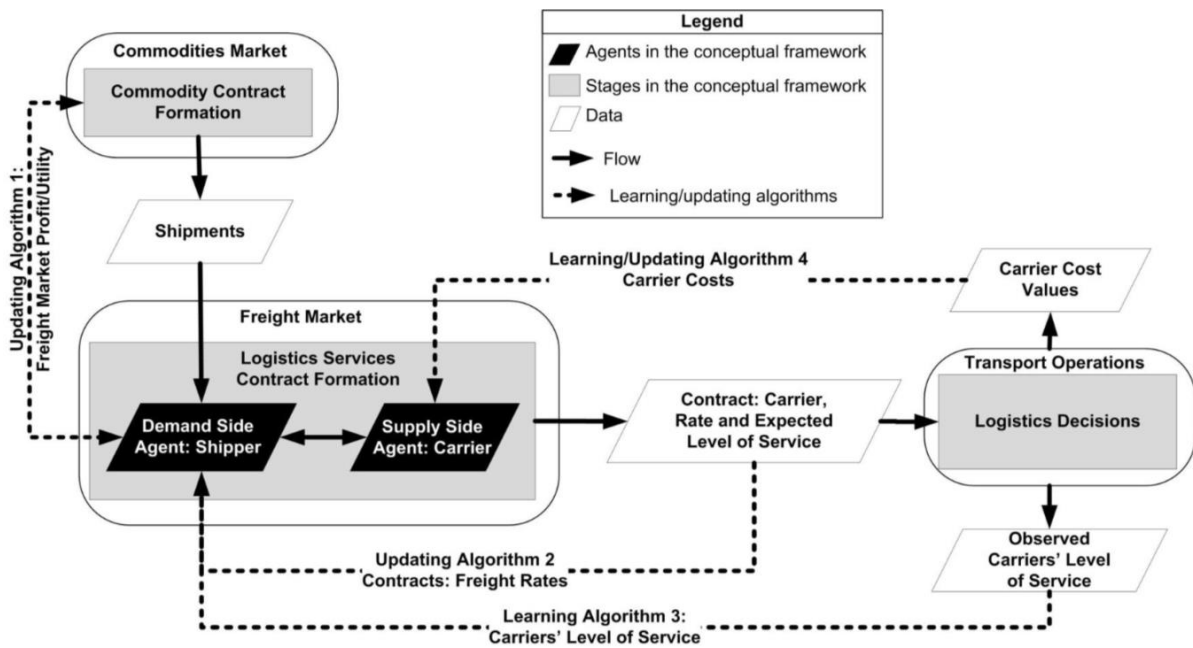 Legend
Agents in the conceptual framework
Stages in the conceptual framework
Data
Flow
Learning/updating algorithms
Commodities Market
Commodity Contract
Formation
Updating Algorithm 1:
Freight Market Profit/Utility
Shipments
Learning/Updating Algorithm 4
Carrier Costs
Carrier Cost
Values
Freight Market
Logistics Services
Contract Formation
Demand Side
Agent: Shipper
Supply Side
Agent: Carrier
Contract: Carrier,
Rate and Expected
Level of Service
Transport Operations
Logistics Decisions
Observed
Carriers' Level
of Service
Updating Algorithm 2
Contracts: Freight Rates
Learning Algorithm 3:
Carriers' Level of Service